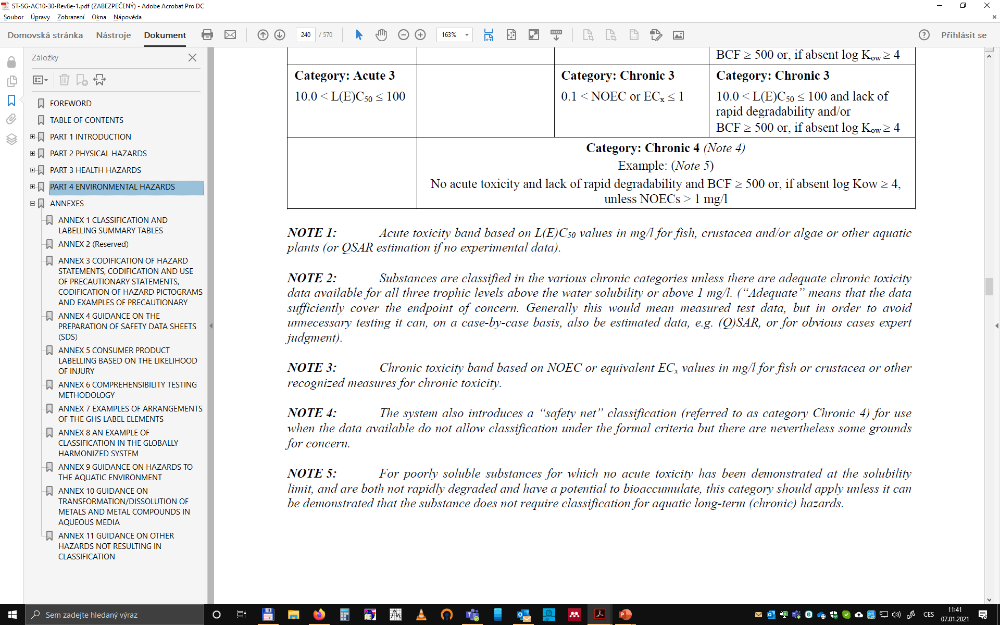 ST-SG-AC10-30-Rev8e-1.pdf (ZABEZPEČENÝ) - Adobe Acrobat Pro DC
Soubor Úpravy Zobrazení Okna Nápověda
Domovská stránka Nástroje Dokument 240 / 570 163% Přihlásit se
Záložky
FOREWORD
TABLE OF CONTENTS
PART 1 INTRODUCTION
PART 2 PHYSICAL HAZARDS
PART 3 HEALTH HAZARDS
PART 4 ENVIRONMENTAL HAZARDS
ANNEXES
ANNEX 1 CLASSIFICATION AND
LABELLING SUMMARY TABLES
ANNEX 2 (Reserved)
ANNEX 3 CODIFICATION OF HAZARD
STATEMENTS, CODIFICATION AND USE
OF PRECAUTIONARY STATEMENTS,
CODIFICATION OF HAZARD PICTOGRAMS
AND EXAMPLES OF PRECAUTIONARY
ANNEX 4 GUIDANCE ON THE
PREPARATION OF SAFETY DATA SHEETS
(SDS)
ANNEX 5 CONSUMER PRODUCT
LABELLING BASED ON THE LIKELIHOOD
OF INJURY
ANNEX 6 COMPREHENSIBILITY TESTING
METHODOLOGY
ANNEX 7 EXAMPLES OF ARRANGEMENTS
OF THE GHS LABEL ELEMENTS
ANNEX 8 AN EXAMPLE OF
CLASSIFICATION IN THE GLOBALLY
HARMONIZED SYSTEM
ANNEX 9 GUIDANCE ON HAZARDS TO
THE AQUATIC ENVIRONMENT
ANNEX 10 GUIDANCE ON
TRANSFORMATION/DISSOLUTION OF
METALS AND METAL COMPOUNDS IN
AQUEOUS MEDIA
ANNEX 11 GUIDANCE ON OTHER
HAZARDS NOT RESULTING IN
CLASSIFICATION
BCF ≥ 500 or, if absent log Kow ≥ 4
Category: Acute 3
10.0 < L(E)C50 ≤ 100
Category: Chronic 3
0.1 < NOEC or ECx ≤ 1
Category: Chronic 3
10.0 < L(E)C50 ≤ 100 and lack of
rapid degradability and/or
BCF ≥ 500 or, if absent log Kow ≥ 4
Category: Chronic 4 (Note 4)
Example: (Note 5)
No acute toxicity and lack of rapid degradability and BCF ≥ 500 or, if absent log Kow ≥ 4,
unless NOECs > 1 mg/l
NOTE 1: Acute toxicity band based on L(E)C50 values in mg/l for fish, crustacea and/or algae or other aquatic
plants (or QSAR estimation if no experimental data).
NOTE 2: Substances are classified in the various chronic categories unless there are adequate chronic toxicity
data available for all three trophic levels above the water solubility or above 1 mg/l. (“Adequate” means that the data
sufficiently cover the endpoint of concern. Generally this would mean measured test data, but in order to avoid
unnecessary testing it can, on a case-by-case basis, also be estimated data, e.g. (Q)SAR, or for obvious cases expert
judgment).
NOTE 3: Chronic toxicity band based on NOEC or equivalent ECx values in mg/l for fish or crustacea or other
recognized measures for chronic toxicity.
NOTE 4: The system also introduces a “safety net” classification (referred to as category Chronic 4) for use
when the data available do not allow classification under the formal criteria but there are nevertheless some grounds
for concern.
NOTE 5: For poorly soluble substances for which no acute toxicity has been demonstrated at the solubility
limit, and are both not rapidly degraded and have a potential to bioaccumulate, this category should apply unless it can
be demonstrated that the substance does not require classification for aquatic long-term (chronic) hazards.
Sem zadejte hledaný výraz
CES
11:41
07.01.2021